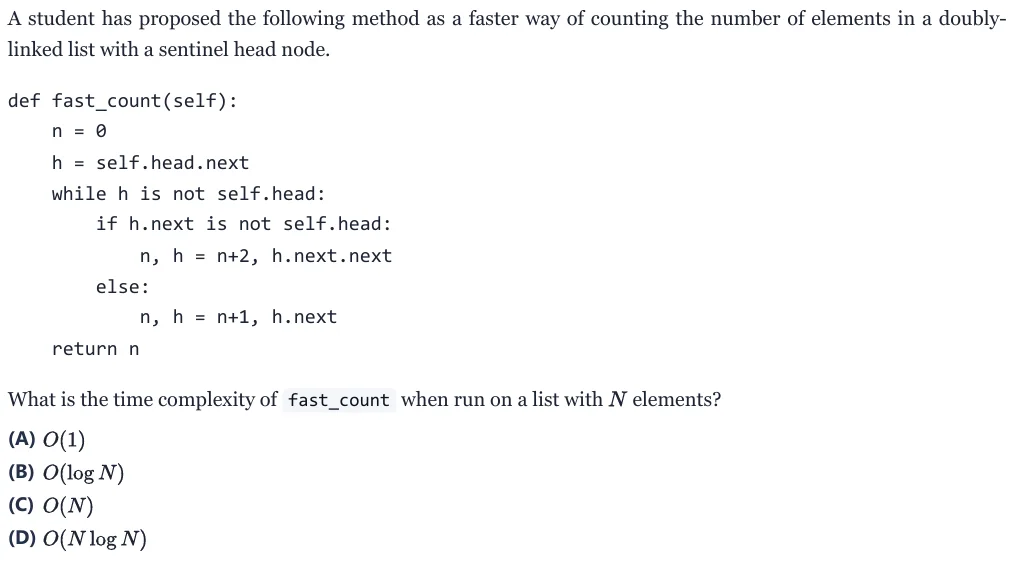 A student has proposed the following method as a faster way of counting the number of elements in a doubly-
linked list with a sentinel head node.
def fast_count(self):
    n = 0
    h = self.head.next
    while h is not self.head:
        if h.next is not self.head:
            n, h = n+2, h.next.next
        else:
            n, h = n+1, h.next
    return n
What is the time complexity of fast_count when run on a list with N elements?
(A) O(1)
(B) O(log N)
(C) O(N)
(D) O(N log N)